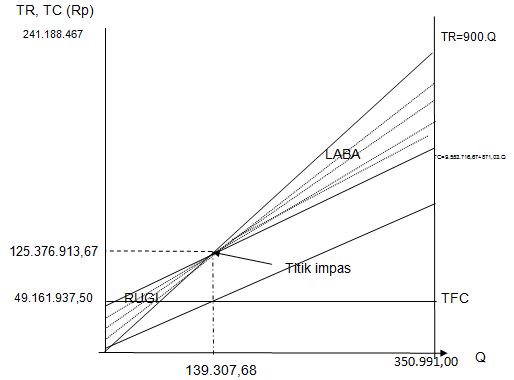 TR, TC (Rp)
241.188.467
TR=900.Q
LABA
125.376.913,67
Titik impas
49.161.937,50
RUGI
TFC
Q
350.991,00
139.307,68